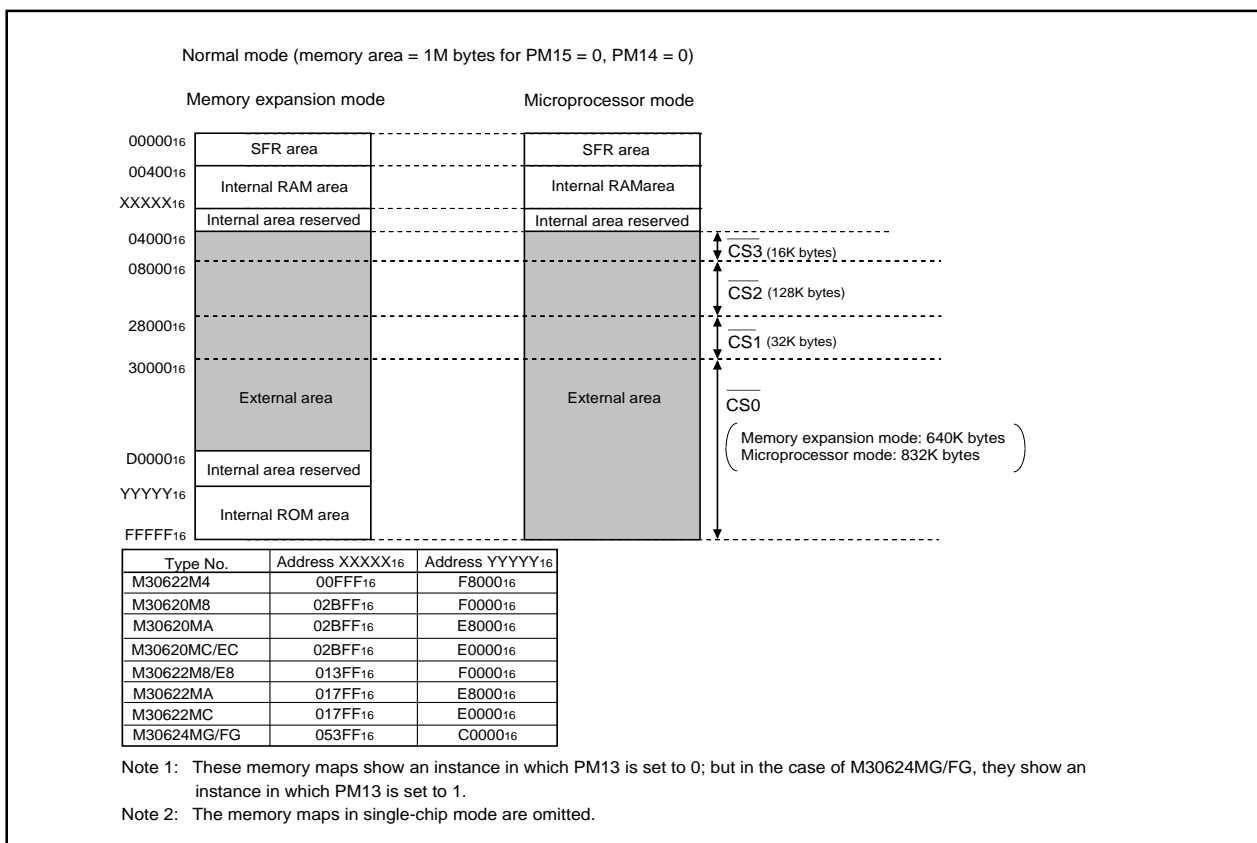 Normal mode (memory area = 1M bytes for PM15 = 0, PM14 = 0)
Memory expansion mode
Microprocessor mode
0000016
SFR area
SFR area
0040016
Internal RAM area
Internal RAMarea
XXXXX16
Internal area reserved
Internal area reserved
0400016
CS3 (16K bytes)
0800016
CS2 (128K bytes)
2800016
CS1 (32K bytes)
3000016
External area
External area
CS0
Memory expansion mode: 640K bytes
Microprocessor mode: 832K bytes
D000016
Internal area reserved
YYYYY16
Internal ROM area
FFFFF16
Type No. Address XXXXX16 Address YYYYY16
M30622M4 00FFF16 F800016
M30620M8 02BFF16 F000016
M30620MA 02BFF16 E800016
M30620MC/EC 02BFF16 E000016
M30622M8/E8 013FF16 F000016
M30622MA 017FF16 E800016
M30622MC 017FF16 E000016
M30624MG/FG 053FF16 C000016
Note 1: These memory maps show an instance in which PM13 is set to 0; but in the case of M30624MG/FG, they show an
instance in which PM13 is set to 1.
Note 2: The memory maps in single-chip mode are omitted.